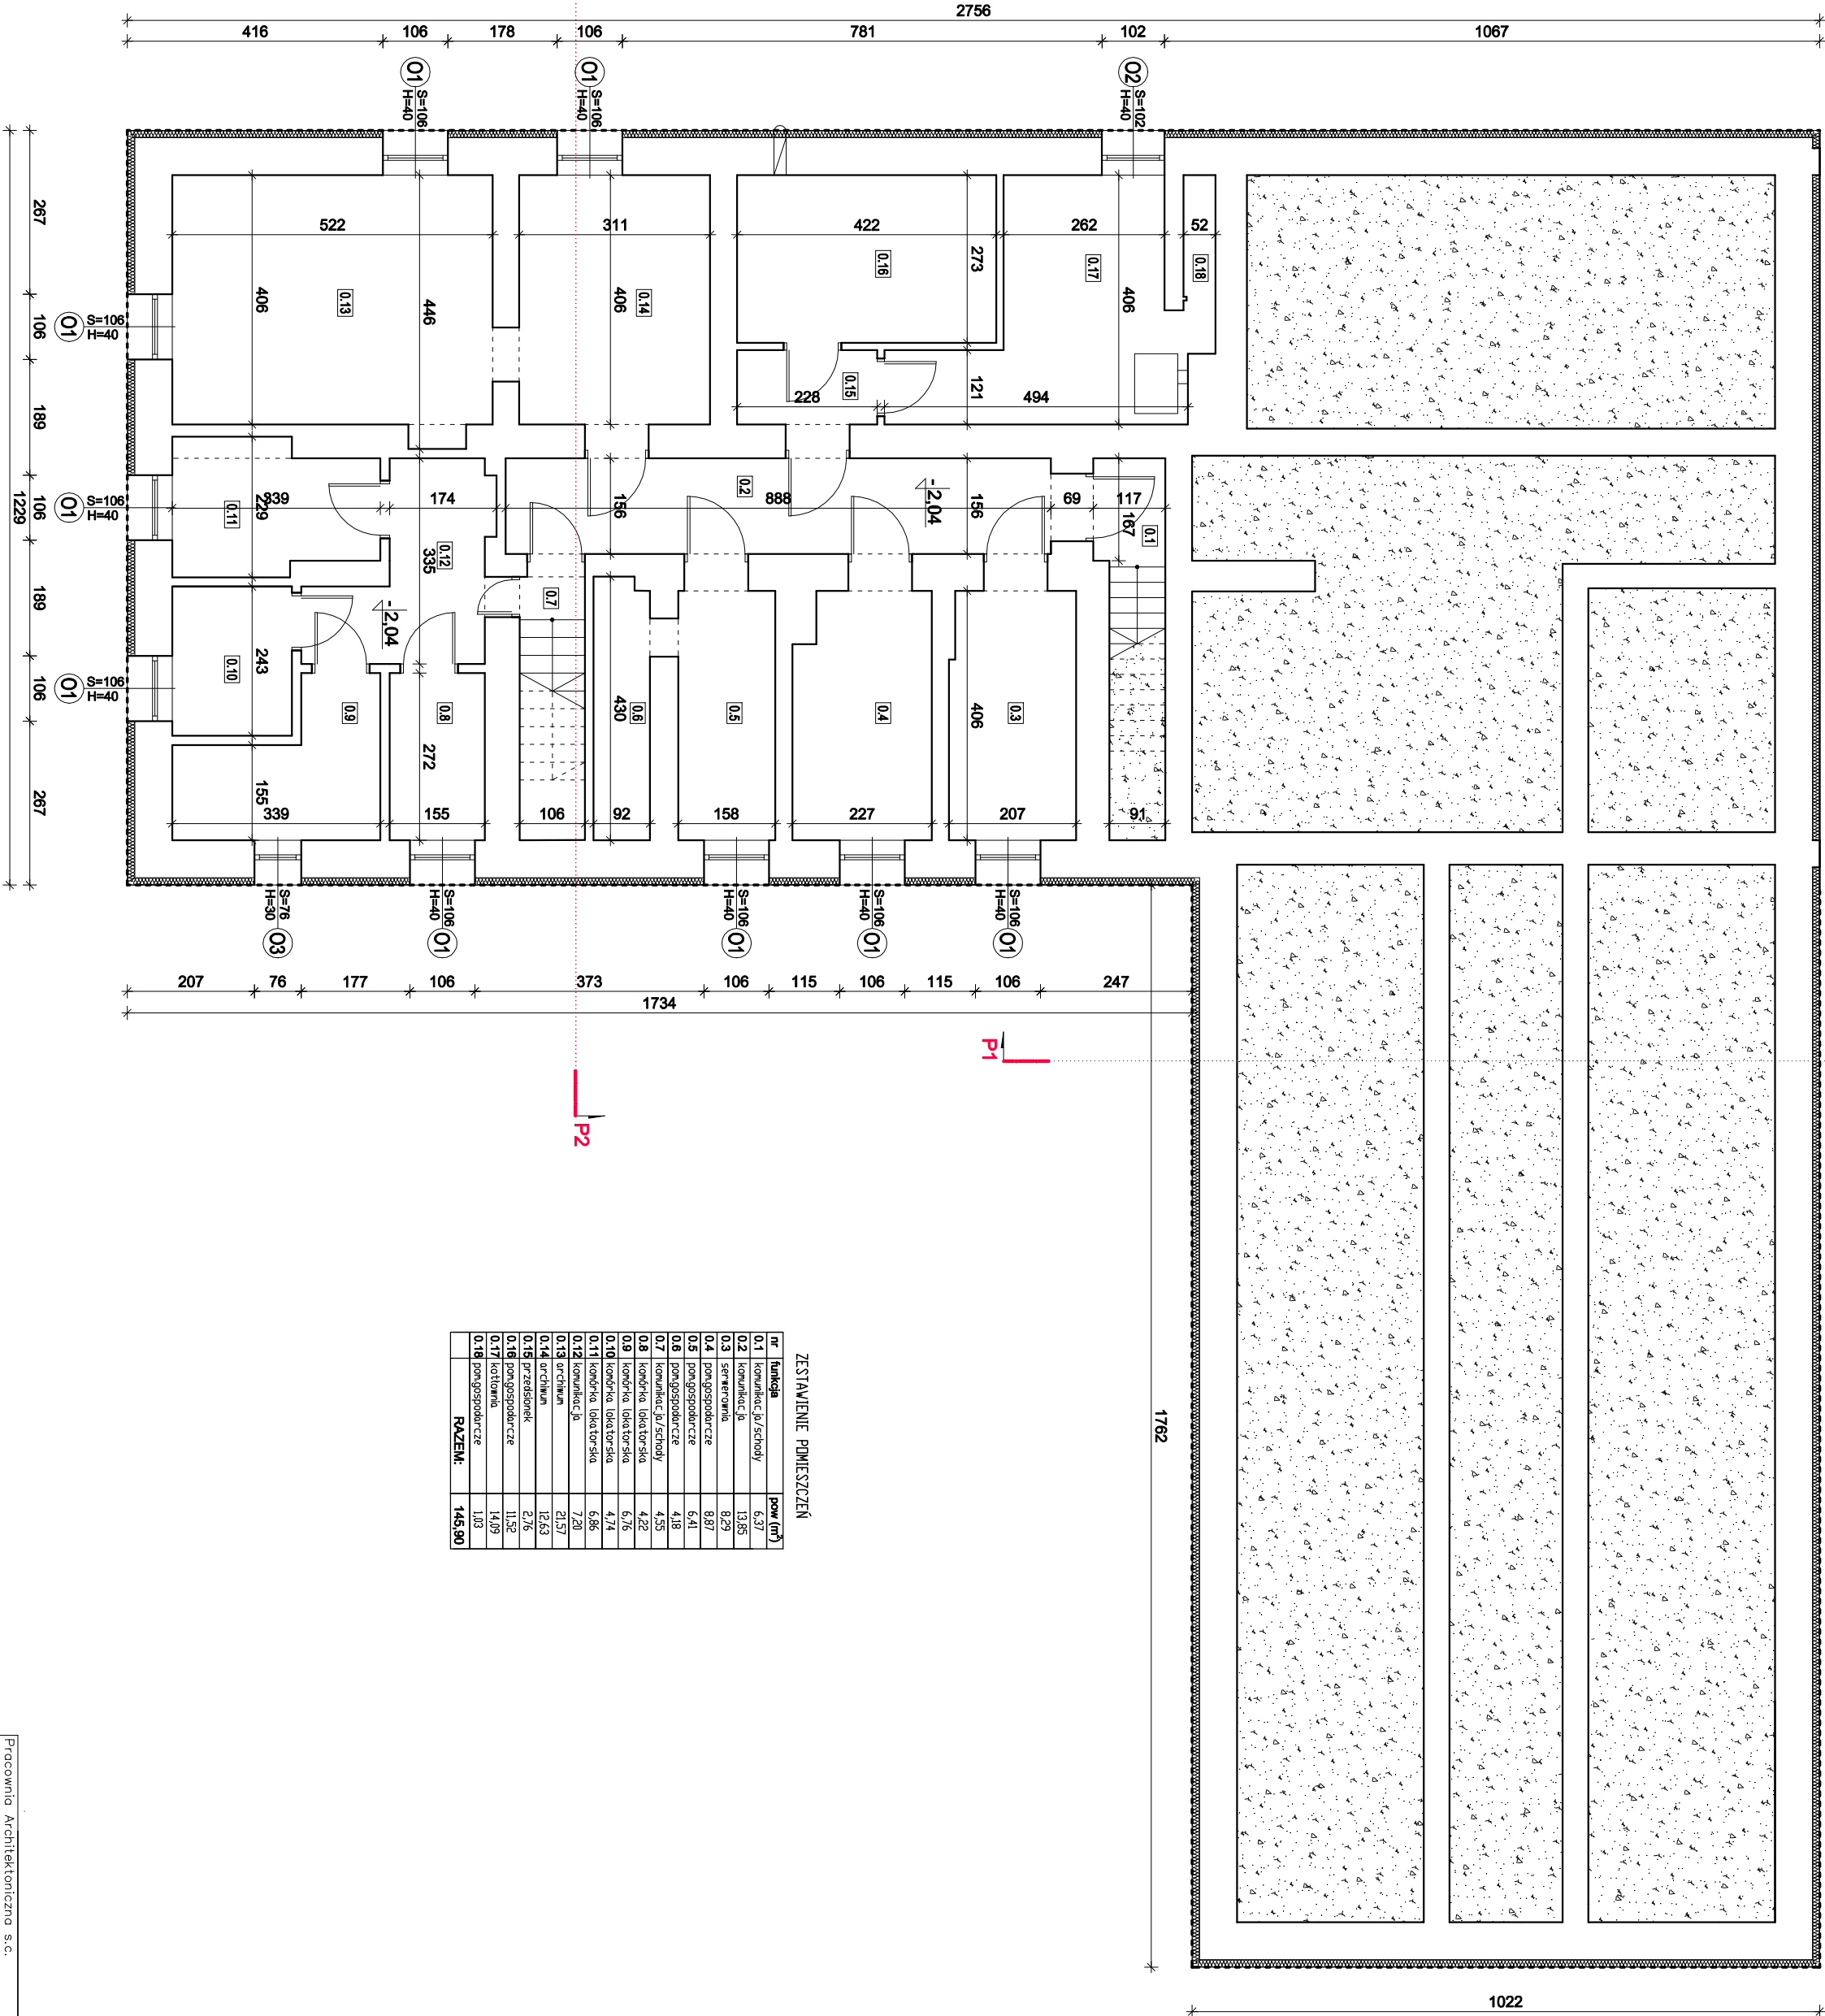 2756
416 106 178 106 781 102 1067
O1 S=106 H=40
O1 S=106 H=40
O2 S=102 H=40
522 311 422 262 52
0.13 0.14 0.16 0.17 0.18
406 446 406 273 406
0.15
228 121 494
267 106 189 106 189 106 267
1229
O1 S=106 H=40
O1 S=106 H=40
O1 S=106 H=40
339 229 174 156 888 156 69 117 167
0.11 0.12 0.2 0.1
335
-2,04
-2,04
0.7
243
0.10 0.9 0.8 0.6 0.5 0.4 0.3
272 430 406
155 339 155 106 92 158 227 207 91
S=76 H=30 O3
S=106 H=40 O1
S=106 H=40 O1
S=106 H=40 O1
S=106 H=40 O1
207 76 177 106 373 106 115 106 115 106 247
1734
P1
P2
1762
1022
ZESTAWIENIE POMIESZCZEŃ
nr funkcja pow (m²)
0.1 komunikacja/schody 6,37
0.2 komunikacja 13,85
0.3 serwerownia 8,29
0.4 pom.gospodarcze 8,87
0.5 pom.gospodarcze 6,41
0.6 pom.gospodarcze 4,18
0.7 komunikacja/schody 4,55
0.8 komórka lokatorska 4,22
0.9 komórka lokatorska 6,76
0.10 komórka lokatorska 4,74
0.11 komórka lokatorska 6,86
0.12 komunikacja 7,20
0.13 archiwum 21,57
0.14 archiwum 12,63
0.15 przedsionek 2,76
0.16 pom.gospodarcze 11,52
0.17 kotłownia 14,09
0.18 pom.gospodarcze 1,03
RAZEM: 145,90
Pracownia Architektoniczna s.c.